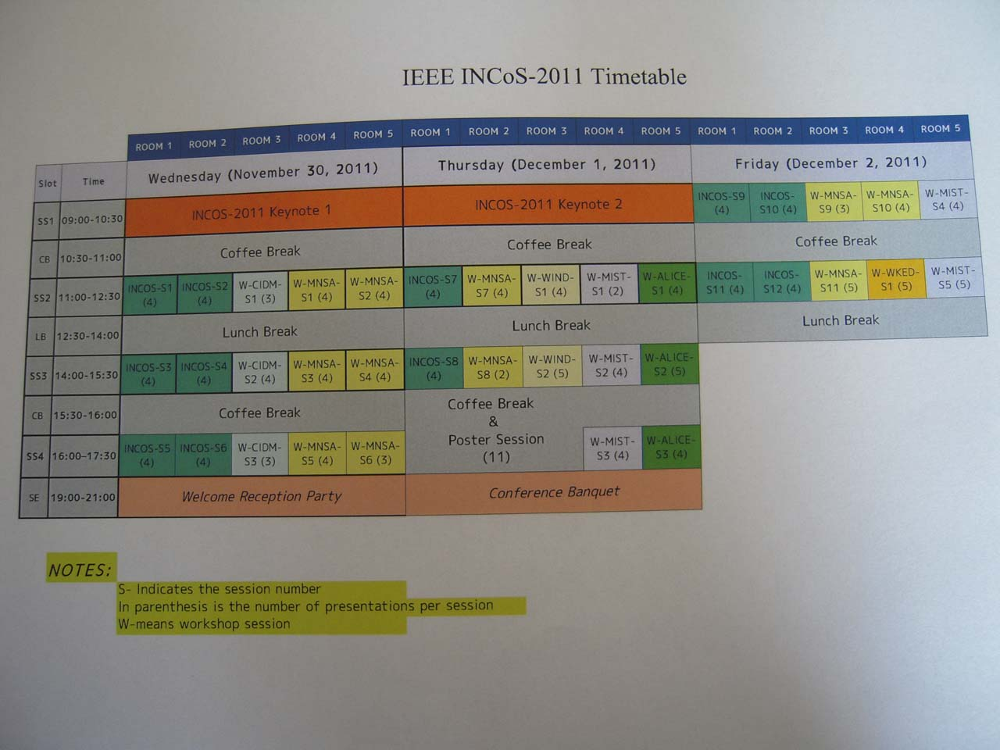 IEEE INCoS-2011 Timetable
ROOM 1 ROOM 2 ROOM 3 ROOM 4 ROOM 5 ROOM 1 ROOM 2 ROOM 3 ROOM 4 ROOM 5 ROOM 1 ROOM 2 ROOM 3 ROOM 4 ROOM 5
Slot Time Wednesday (November 30, 2011) Thursday (December 1, 2011) Friday (December 2, 2011)
SS1 09:00-10:30 INCOS-2011 Keynote 1 INCOS-2011 Keynote 2 INCOS-S9 (4) INCOS-S10 (4) W-MNSA-S9 (3) W-MNSA-S10 (4) W-MIST-S4 (4)
CB 10:30-11:00 Coffee Break Coffee Break Coffee Break
SS2 11:00-12:30 INCOS-S1 (4) INCOS-S2 (4) W-CIDM-S1 (3) W-MNSA-S1 (4) W-MNSA-S2 (4) INCOS-S7 (4) W-MNSA-S7 (4) W-WIND-S1 (4) W-MIST-S1 (2) W-ALICE-S1 (4) INCOS-S11 (4) INCOS-S12 (4) W-MNSA-S11 (5) W-WKED-S1 (5) W-MIST-S5 (5)
LB 12:30-14:00 Lunch Break Lunch Break Lunch Break
SS3 14:00-15:30 INCOS-S3 (4) INCOS-S4 (4) W-CIDM-S2 (4) W-MNSA-S3 (4) W-MNSA-S4 (4) INCOS-S8 (4) W-MNSA-S8 (2) W-WIND-S2 (5) W-MIST-S2 (4) W-ALICE-S2 (5)
CB 15:30-16:00 Coffee Break Coffee Break & Poster Session (11)
SS4 16:00-17:30 INCOS-S5 (4) INCOS-S6 (4) W-CIDM-S3 (3) W-MNSA-S5 (4) W-MNSA-S6 (3) W-MIST-S3 (4) W-ALICE-S3 (4)
SE 19:00-21:00 Welcome Reception Party Conference Banquet
NOTES:
S- Indicates the session number
In parenthesis is the number of presentations per session
W-means workshop session